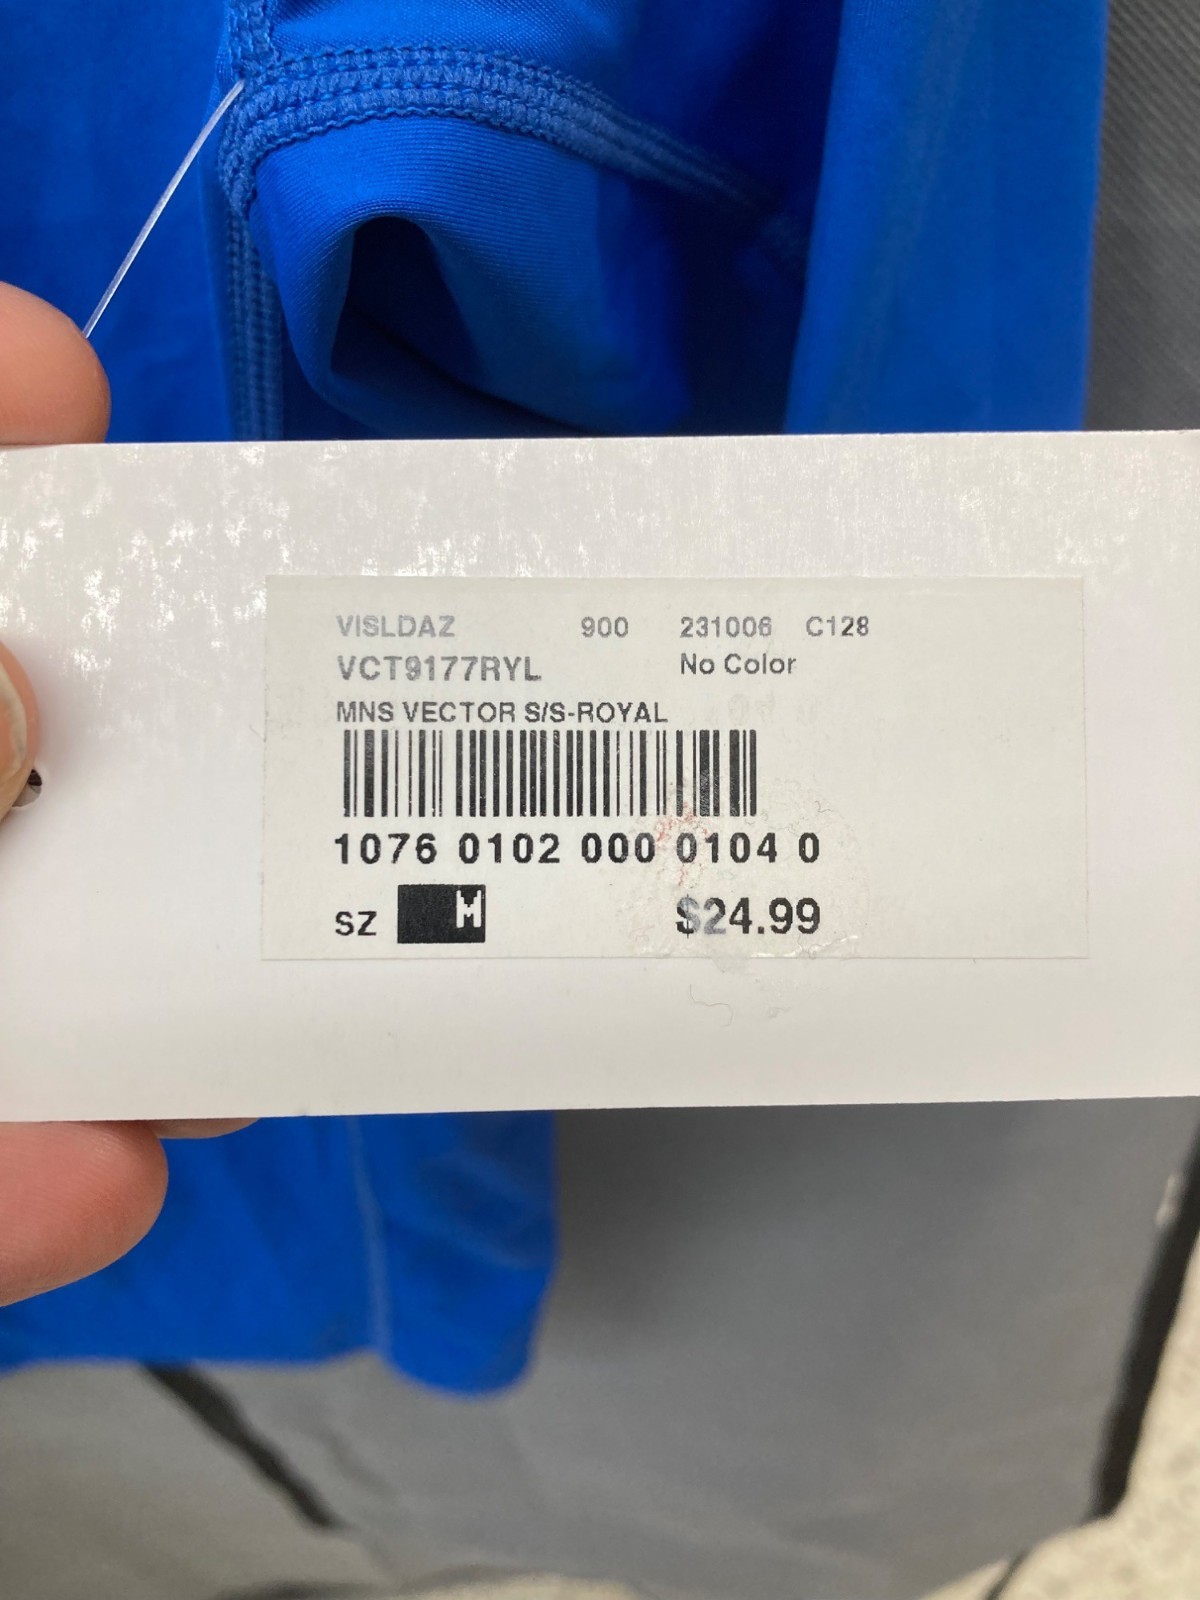 VISLDAZ 900 231006 C128
VCT9177RYL No Color
MNS VECTOR S/S-ROYAL
1076 0102 000 0104 0
SZ M $24.99